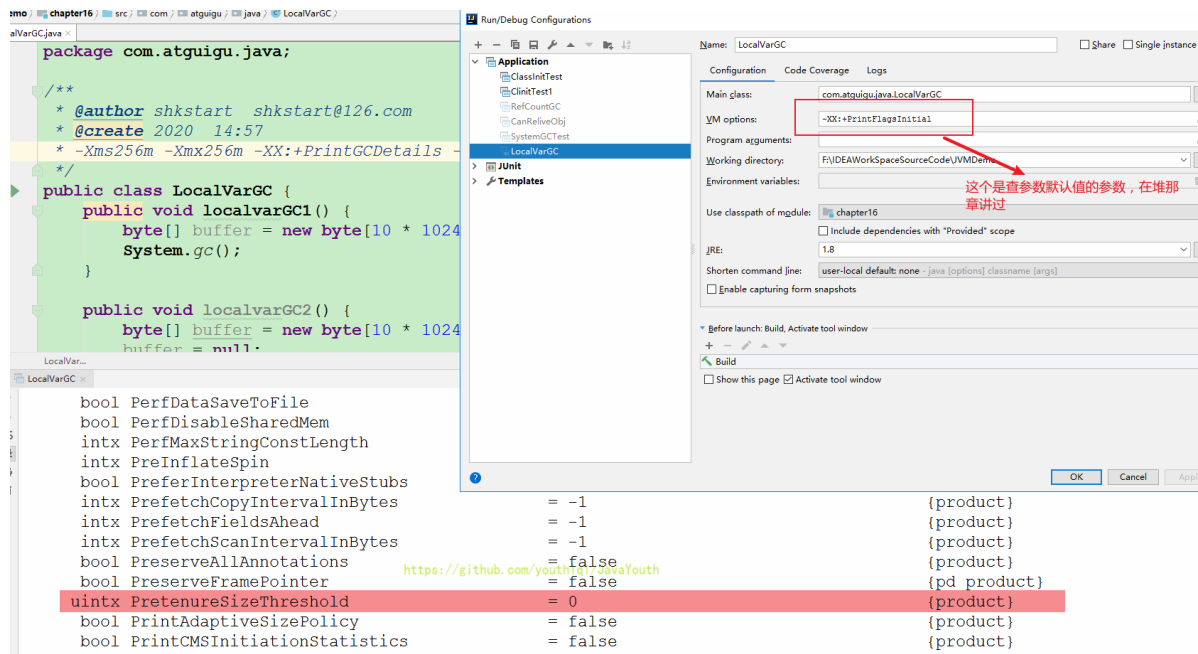 emo
chapter16
src
com
atguigu
java
LocalVarGC
alVarGC.java
package com.atguigu.java;
/**
* @author shkstart shkstart@126.com
* @create 2020 14:57
* -Xms256m -Xmx256m -XX:+PrintGCDetails -
*/
public class LocalVarGC {
public void localvarGC1() {
byte[] buffer = new byte[10 * 1024
System.gc();
}
public void localvarGC2() {
byte[] buffer = new byte[10 * 1024
buffer = null;
LocalVar...
Run/Debug Configurations
Application
ClassInitTest
ClinitTest1
RefCountGC
CanReliveObj
SystemGCTest
LocalVarGC
JUnit
Templates
Name: LocalVarGC
Share
Single instance
Configuration Code Coverage Logs
Main class: com.atguigu.java.LocalVarGC
VM options: -XX:+PrintFlagsInitial
Program arguments:
Working directory: F:\IDEAWorkSpaceSourceCode\JVMDemo
Environment variables:
这个是查参数默认值的参数，在堆那
章讲过
Use classpath of module: chapter16
Include dependencies with "Provided" scope
JRE: 1.8
Shorten command line: user-local default: none - java [options] classname [args]
Enable capturing form snapshots
Before launch: Build, Activate tool window
Build
Show this page Activate tool window
OK Cancel Appl
LocalVarGC
bool PerfDataSaveToFile
bool PerfDisableSharedMem
intx PerfMaxStringConstLength
intx PreInflateSpin
bool PreferInterpreterNativeStubs
intx PrefetchCopyIntervalInBytes = -1 {product}
intx PrefetchFieldsAhead = -1 {product}
intx PrefetchScanIntervalInBytes = -1 {product}
bool PreserveAllAnnotations = false {product}
https://github.com/youthlql/JavaYouth
bool PreserveFramePointer = false {pd product}
uintx PretenureSizeThreshold = 0 {product}
bool PrintAdaptiveSizePolicy = false {product}
bool PrintCMSInitiationStatistics = false {product}